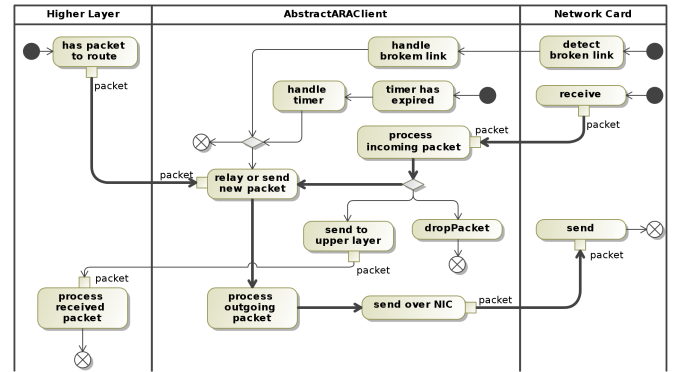 Higher Layer
AbstractARAClient
Network Card
has packet
to route
packet
handle
brokem link
detect
broken link
handle
timer
timer has
expired
receive
packet
process
incoming packet
packet
packet
relay or send
new packet
send to
upper layer
packet
dropPacket
send
packet
packet
process
received
packet
process
outgoing
packet
send over NIC
packet